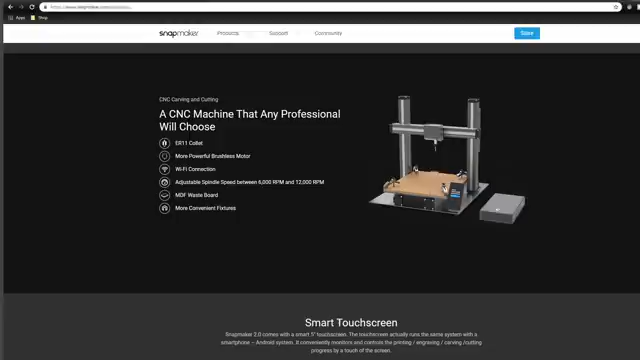 Apps Shop
snapmaker Products Support Community Store
CNC Carving and Cutting
A CNC Machine That Any Professional
Will Choose
ER11 Collet
More Powerful Brushless Motor
Wi-Fi Connection
Adjustable Spindle Speed between 6,000 RPM and 12,000 RPM
MDF Waste Board
More Convenient Fixtures
Smart Touchscreen
Snapmaker 2.0 comes with a smart 5" touchscreen. The touchscreen actually runs the same system with a
smartphone – Android system. It conveniently monitors and controls the printing / engraving / carving /cutting
progress by a touch of the screen.